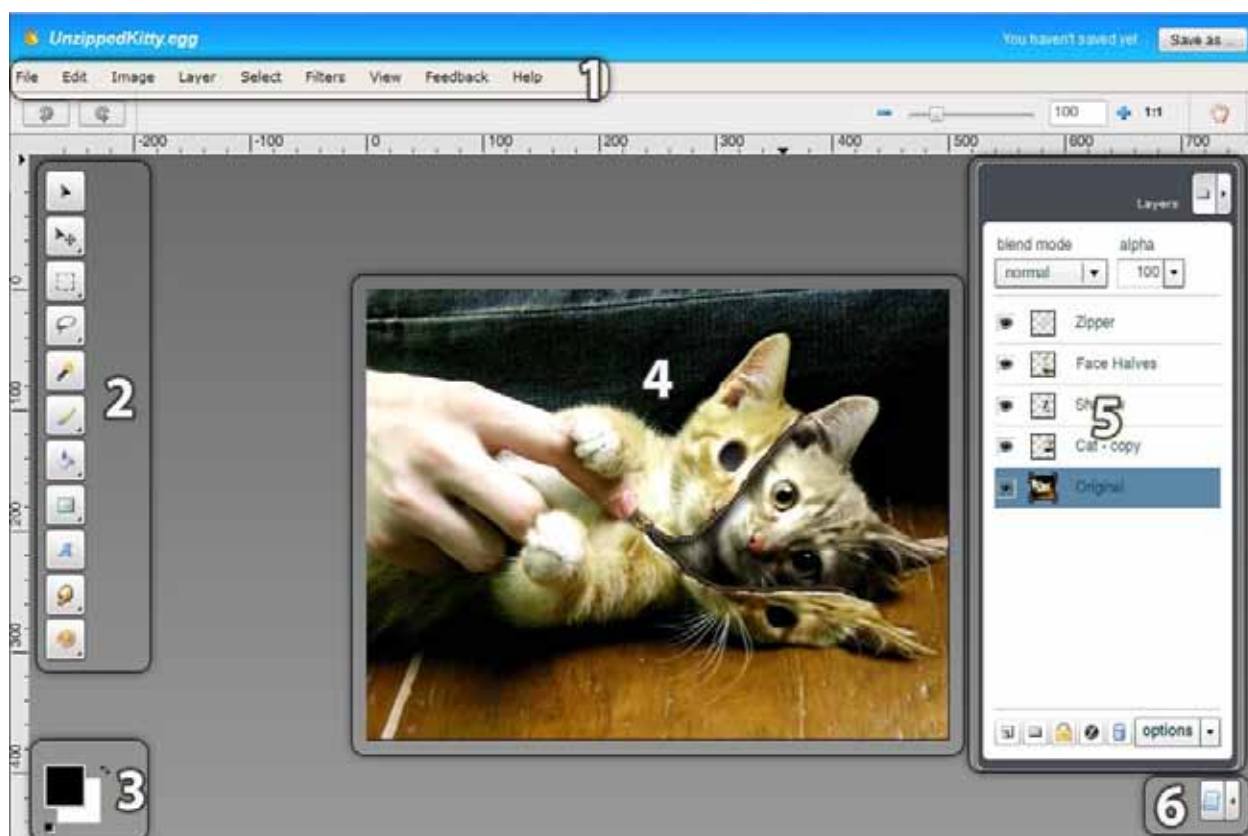 UnzippedKitty.egg
You haven't saved yet
Save as ...
File Edit Image Layer Select Filters View Feedback Help
1
100
1:1
-200 -100 0 100 200 300 400 500 600 700
Layers
blend mode alpha
normal 100
Zipper
Face Halves
Cat - copy
Original
options
0
100
200
300
400
2
3
4
5
6
A